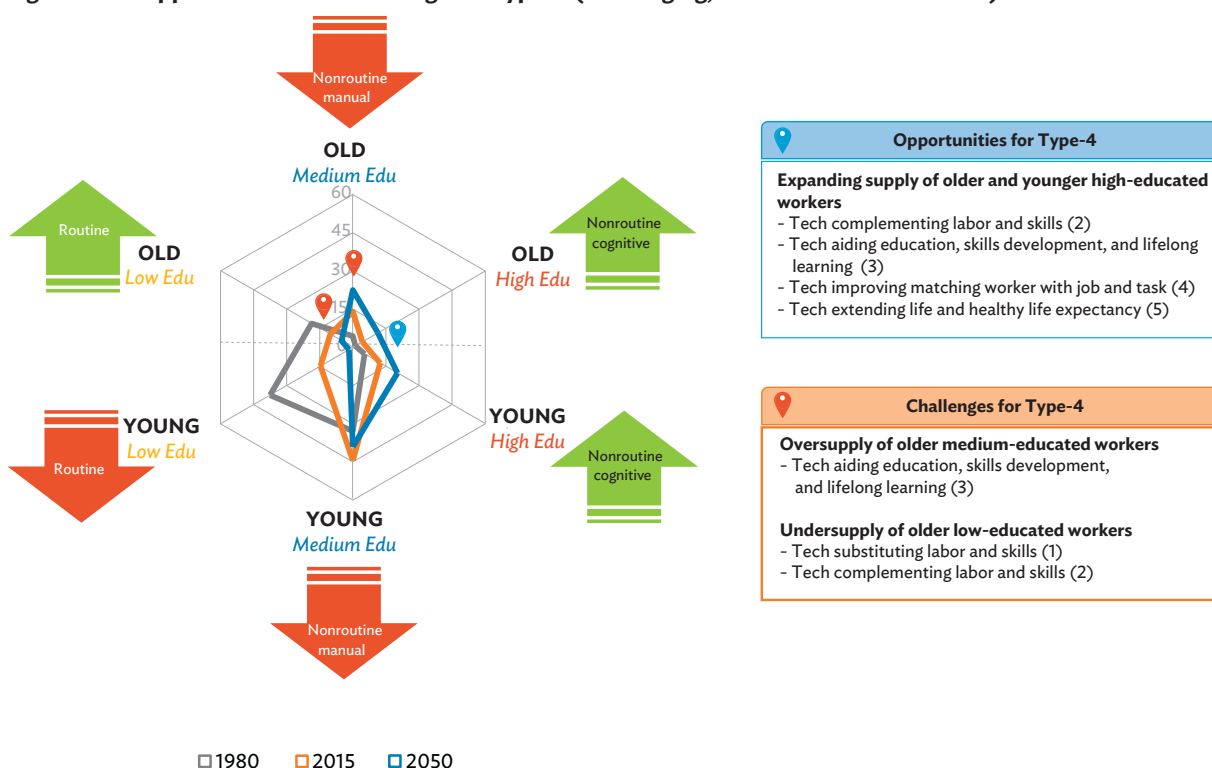 Nonroutine
manual
OLD
Medium Edu
60
45
30
15
0
Routine
OLD
Low Edu
Nonroutine
cognitive
OLD
High Edu
YOUNG
Low Edu
Routine
YOUNG
High Edu
Nonroutine
cognitive
YOUNG
Medium Edu
Nonroutine
manual
1980
2015
2050
Opportunities for Type-4
Expanding supply of older and younger high-educated
workers
- Tech complementing labor and skills (2)
- Tech aiding education, skills development, and lifelong
learning (3)
- Tech improving matching worker with job and task (4)
- Tech extending life and healthy life expectancy (5)
Challenges for Type-4
Oversupply of older medium-educated workers
- Tech aiding education, skills development,
and lifelong learning (3)
Undersupply of older low-educated workers
- Tech substituting labor and skills (1)
- Tech complementing labor and skills (2)